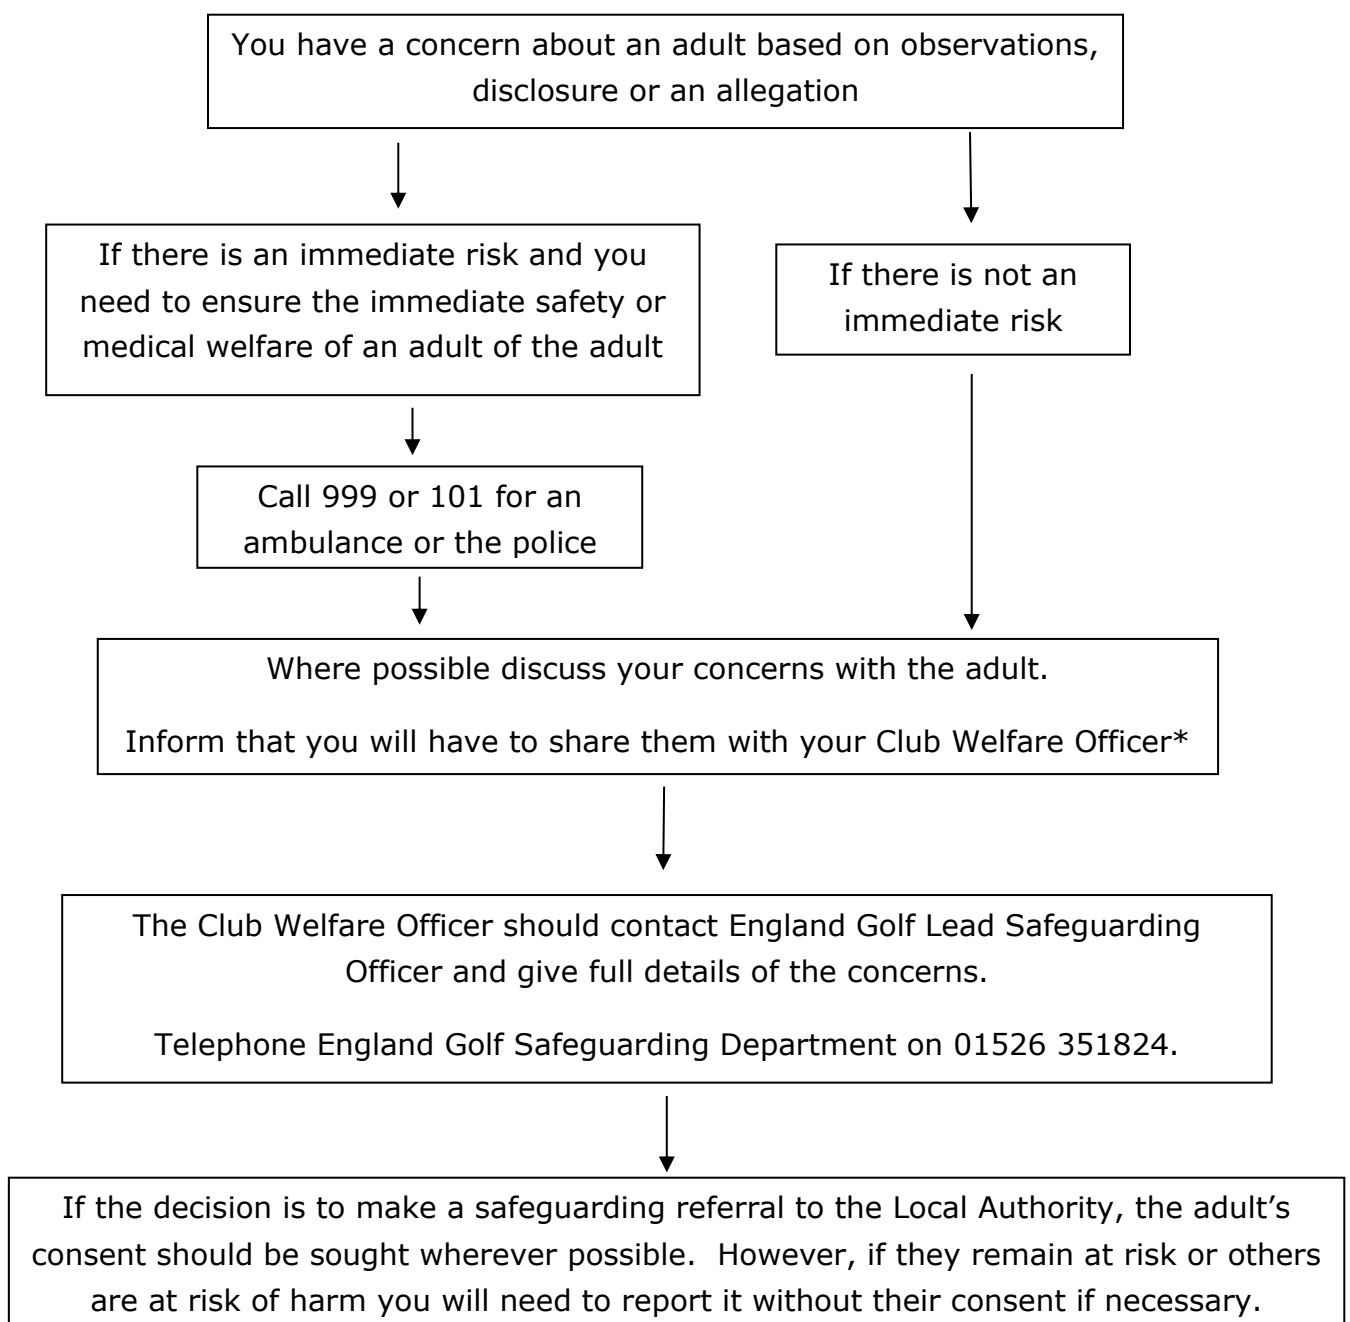 You have a concern about an adult based on observations,
disclosure or an allegation
If there is an immediate risk and you
need to ensure the immediate safety or
medical welfare of an adult of the adult
If there is not an
immediate risk
Call 999 or 101 for an
ambulance or the police
Where possible discuss your concerns with the adult.
Inform that you will have to share them with your Club Welfare Officer*
The Club Welfare Officer should contact England Golf Lead Safeguarding
Officer and give full details of the concerns.
Telephone England Golf Safeguarding Department on 01526 351824.
If the decision is to make a safeguarding referral to the Local Authority, the adult’s
consent should be sought wherever possible.  However, if they remain at risk or others
are at risk of harm you will need to report it without their consent if necessary.